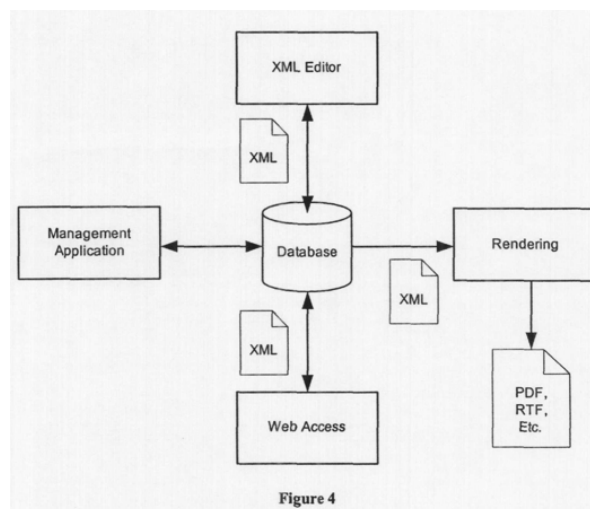 XML Editor
XML
Management
Application
Database
Rendering
XML
XML
Web Access
PDF,
RTF,
Etc.
Figure 4